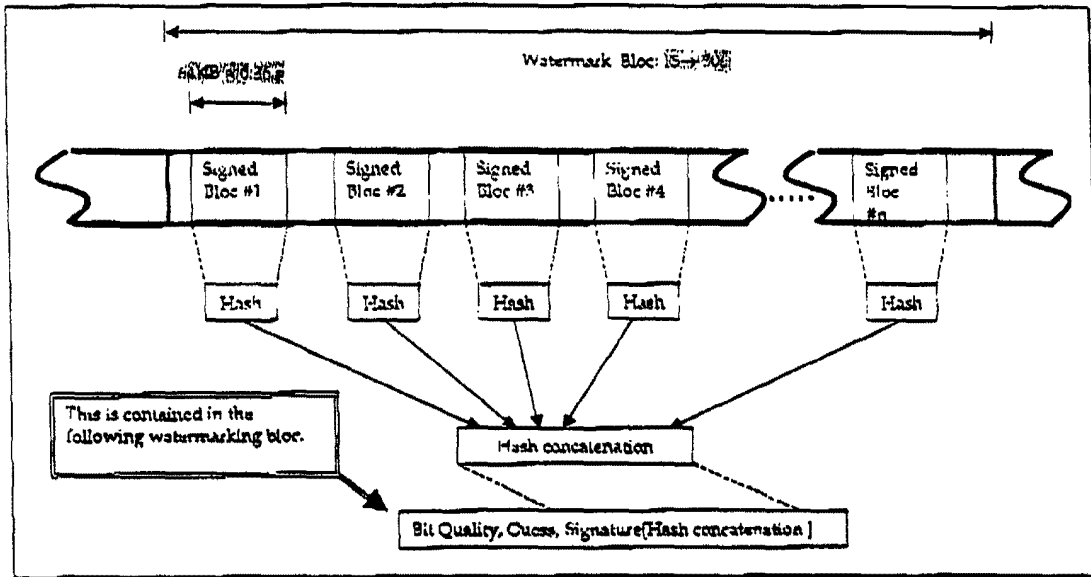 Watermark Bloc:
Signed
Bloc #1
Signed
Bloc #2
Signed
Bloc #3
Signed
Bloc #4
Signed
Bloc
#n
Hash
Hash
Hash
Hash
Hash
This is contained in the
following watermarking bloc.
Hash concatenation
Bit Quality, Signature[Hash concatenation ]